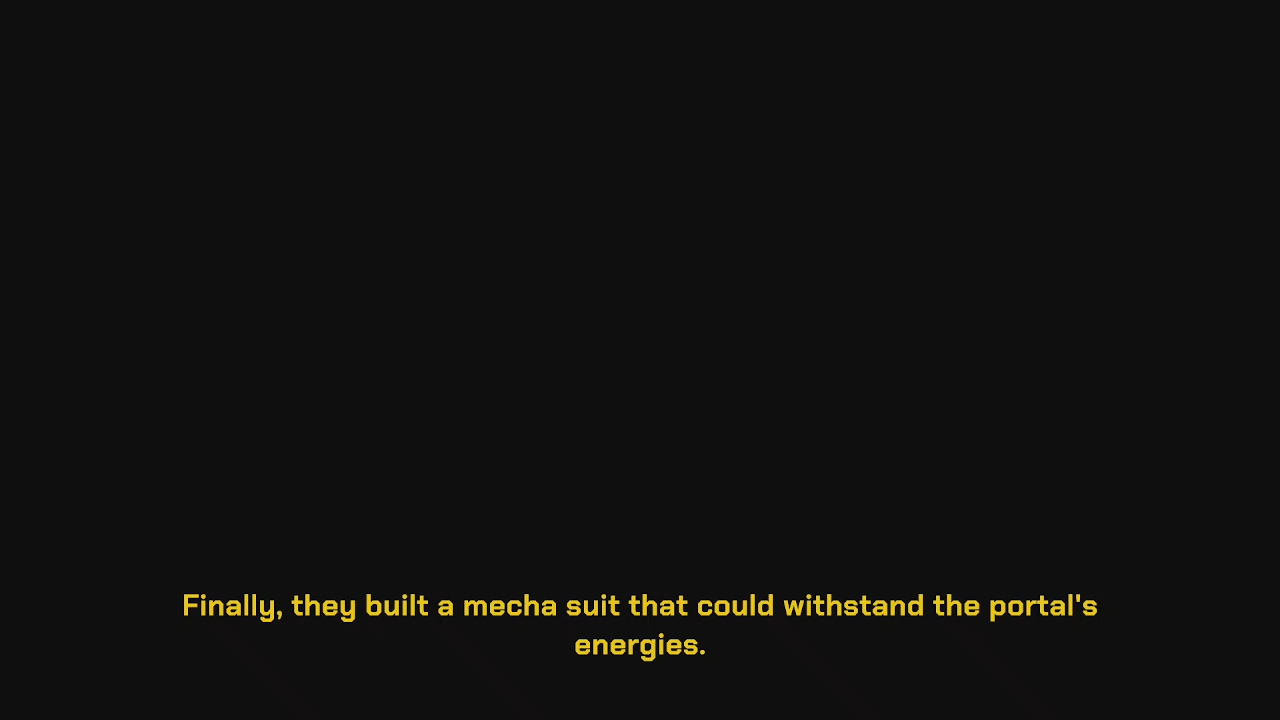 Finally, they built a mecha suit that could withstand the portal's
energies.